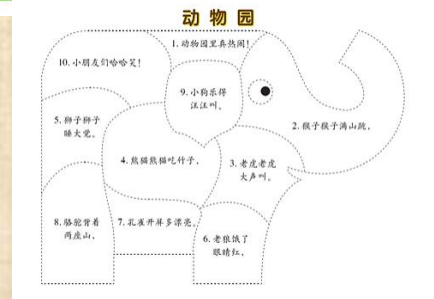 动物园
1. 动物园里真热闹！
10. 小朋友们哈哈笑！
9. 小狗乐得
汪汪叫。
5. 狮子狮子
睡大觉。
2. 猴子猴子满山跳。
4. 熊猫熊猫吃竹子，
3. 老虎老虎
大声叫。
8. 骆驼背着
两座山，
7. 孔雀开屏多漂亮。
6. 老狼饿了
眼睛红，